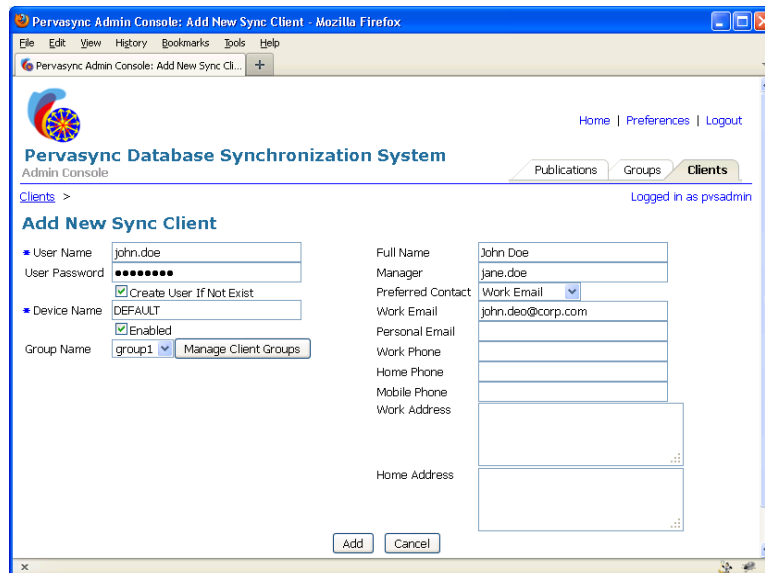 Pervasync Admin Console: Add New Sync Client - Mozilla Firefox
File Edit View History Bookmarks Tools Help
Pervasync Admin Console: Add New Sync Cli... +
Home | Preferences | Logout
Pervasync Database Synchronization System
Admin Console
Publications Groups Clients
Clients > Logged in as pvsadmin
Add New Sync Client
* User Name john.doe
User Password ●●●●●●●●
Create User If Not Exist
* Device Name DEFAULT
Enabled
Group Name group1 Manage Client Groups
Full Name John Doe
Manager jane.doe
Preferred Contact Work Email
Work Email john.deo@corp.com
Personal Email
Work Phone
Home Phone
Mobile Phone
Work Address
Home Address
Add Cancel
x